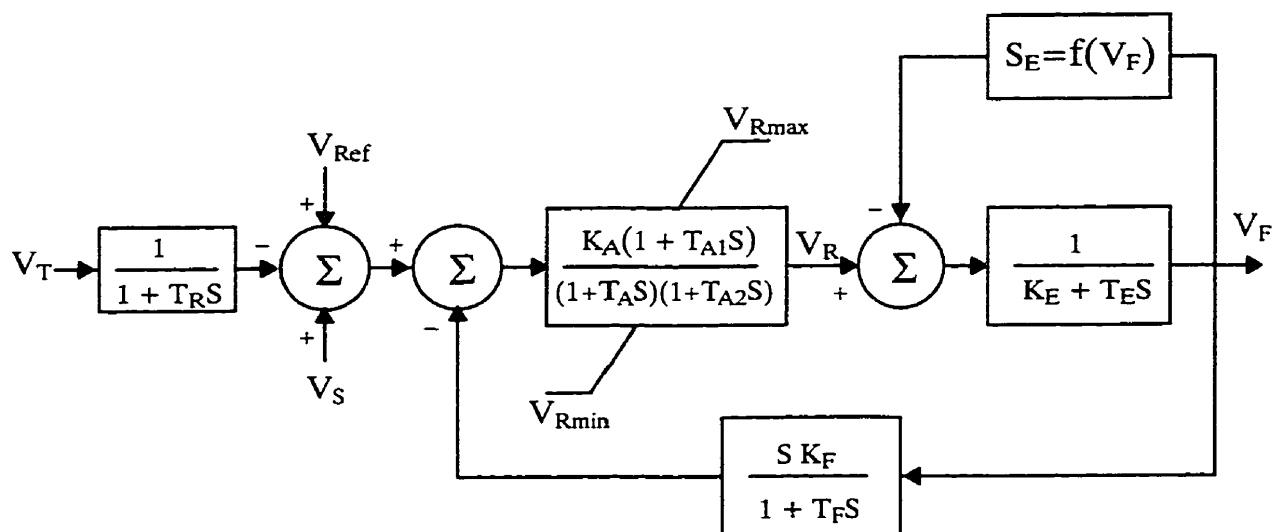 S_E=f(V_F)
V_Rmax
V_Ref
+
−
V_T
1
1 + T_RS
−
Σ
+
Σ
K_A(1 + T_A1S)
(1+T_AS)(1+T_A2S)
V_R
Σ
+
1
K_E + T_ES
V_F
+
V_S
−
V_Rmin
S K_F
1 + T_FS